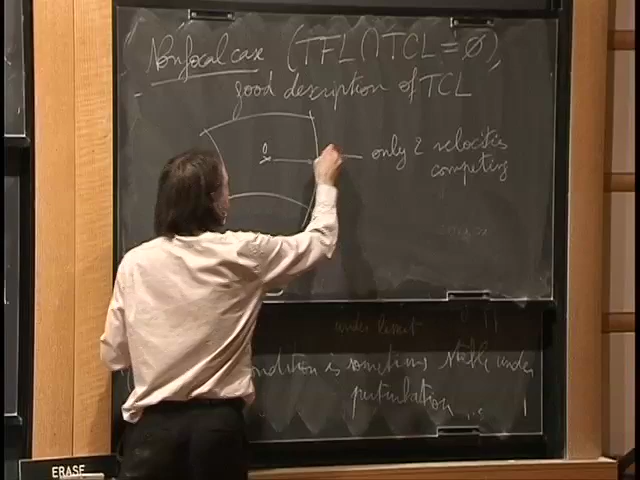 Nonfocal case (TFL ∩ TCL = ∅),
good description of TCL
0
only 2 velocities
competing
under limit
condition is sometimes stable under
perturbation
ERASE